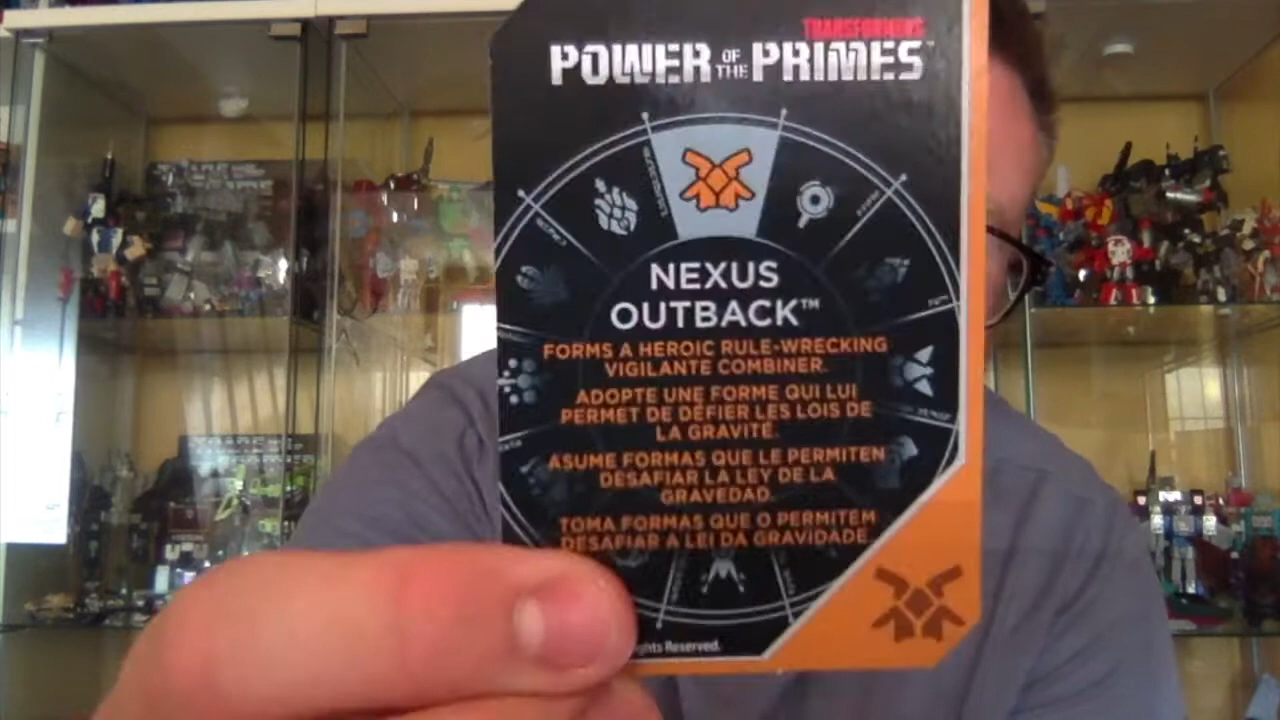 TRANSFORMERS
POWER OF THE PRIMES™
NEXUS
OUTBACK™
FORMS A HEROIC RULE-WRECKING
VIGILANTE COMBINER.
ADOPTE UNE FORME QUI LUI
PERMET DE DÉFIER LES LOIS DE
LA GRAVITÉ.
ASUME FORMAS QUE LE PERMITEN
DESAFIAR LA LEY DE LA
GRAVEDAD.
TOMA FORMAS QUE O PERMITEM
DESAFIAR A LEI DA GRAVIDADE.
Reserved.